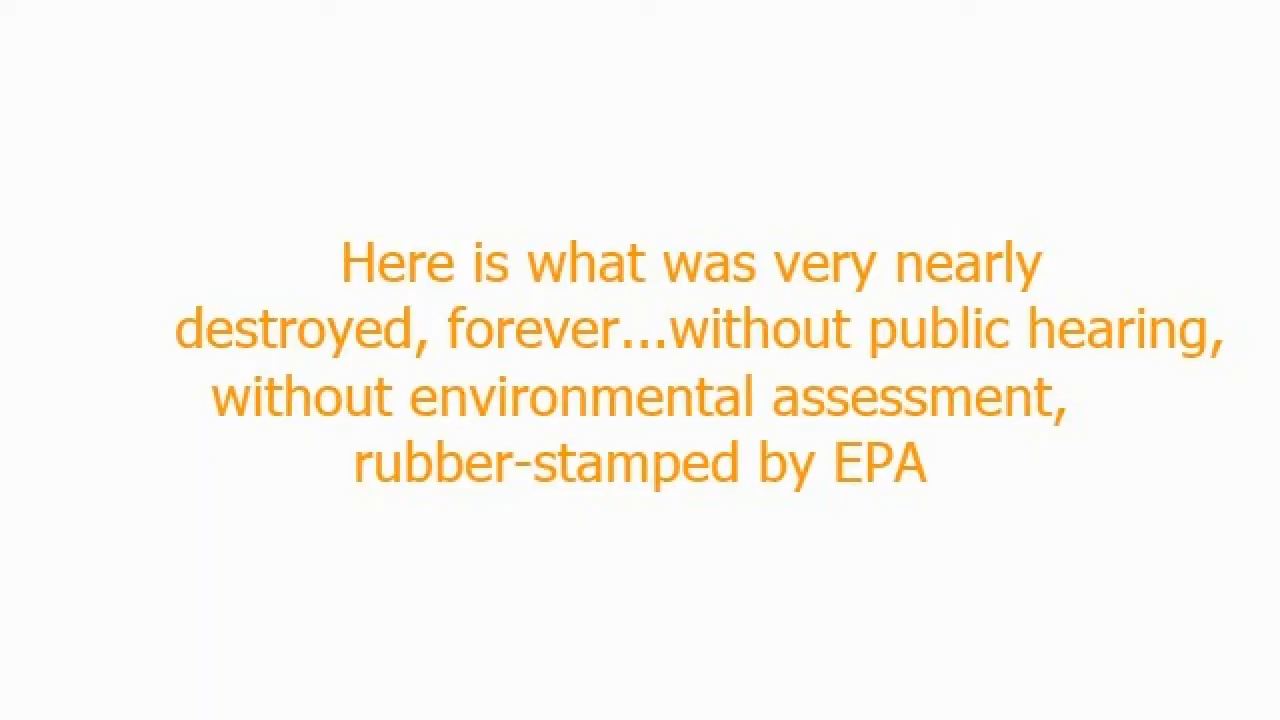 Here is what was very nearly
destroyed, forever...without public hearing,
without environmental assessment,
rubber-stamped by EPA